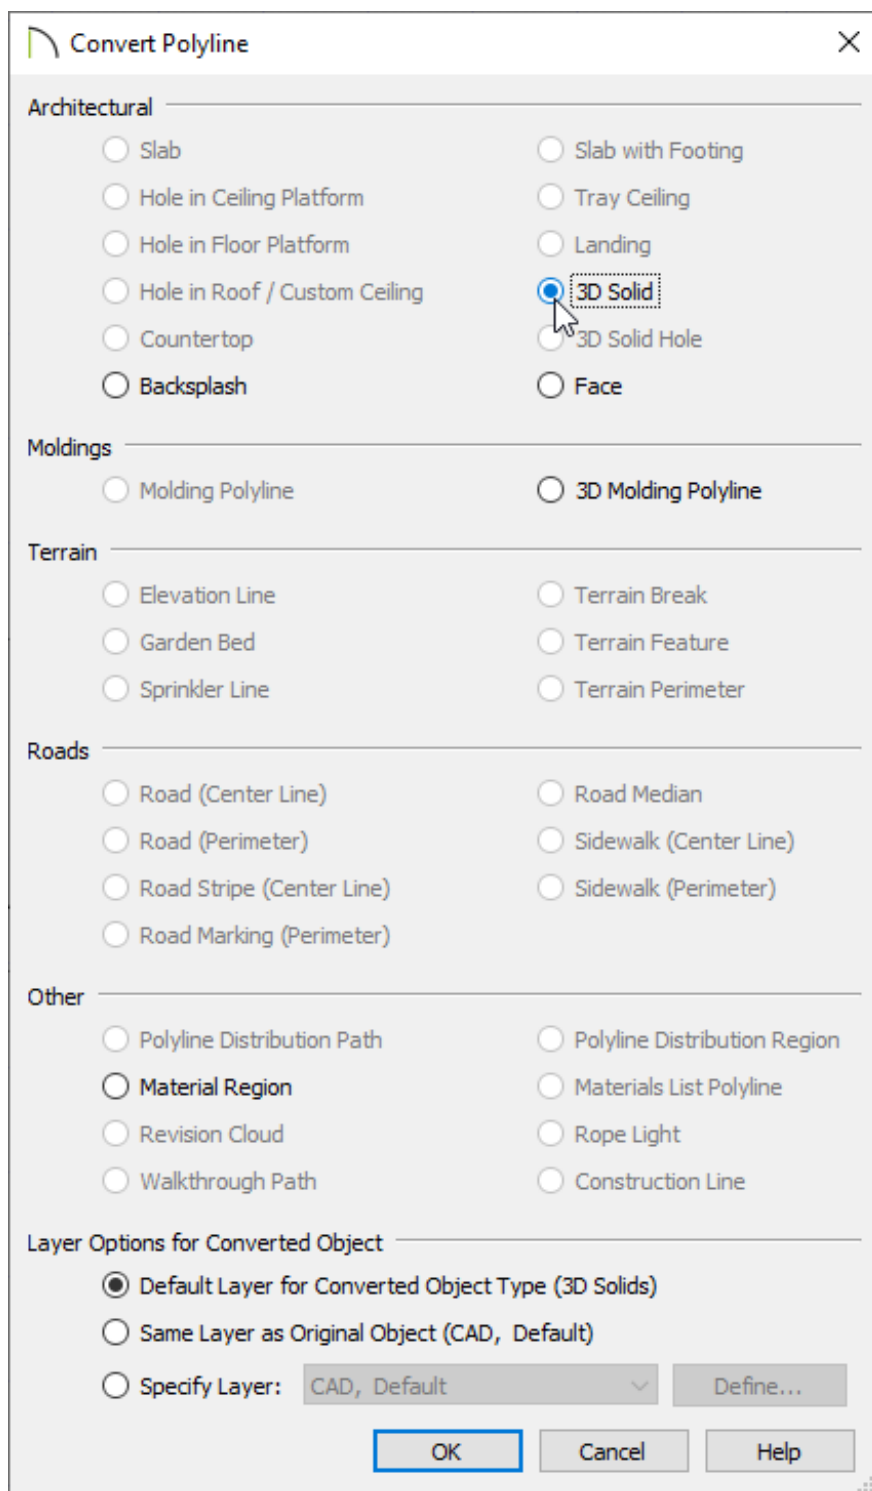 Convert Polyline
Architectural
Slab Slab with Footing
Hole in Ceiling Platform Tray Ceiling
Hole in Floor Platform Landing
Hole in Roof / Custom Ceiling 3D Solid
Countertop 3D Solid Hole
Backsplash Face
Moldings
Molding Polyline 3D Molding Polyline
Terrain
Elevation Line Terrain Break
Garden Bed Terrain Feature
Sprinkler Line Terrain Perimeter
Roads
Road (Center Line) Road Median
Road (Perimeter) Sidewalk (Center Line)
Road Stripe (Center Line) Sidewalk (Perimeter)
Road Marking (Perimeter)
Other
Polyline Distribution Path Polyline Distribution Region
Material Region Materials List Polyline
Revision Cloud Rope Light
Walkthrough Path Construction Line
Layer Options for Converted Object
Default Layer for Converted Object Type (3D Solids)
Same Layer as Original Object (CAD, Default)
Specify Layer: CAD, Default Define...
OK Cancel Help